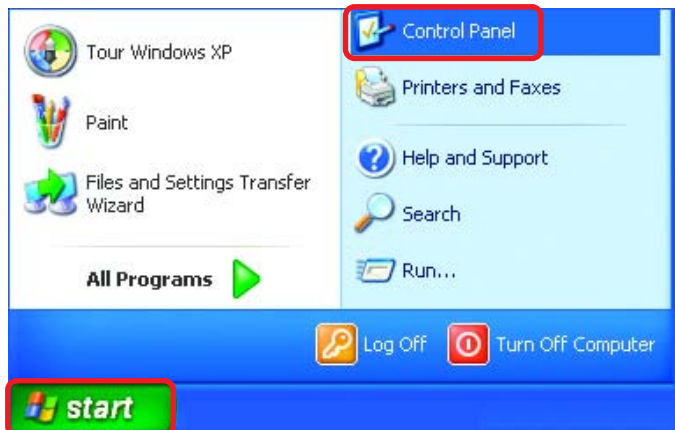 Tour Windows XP
Paint
Files and Settings Transfer
Wizard
All Programs
Control Panel
Printers and Faxes
Help and Support
Search
Run...
Log Off
Turn Off Computer
start